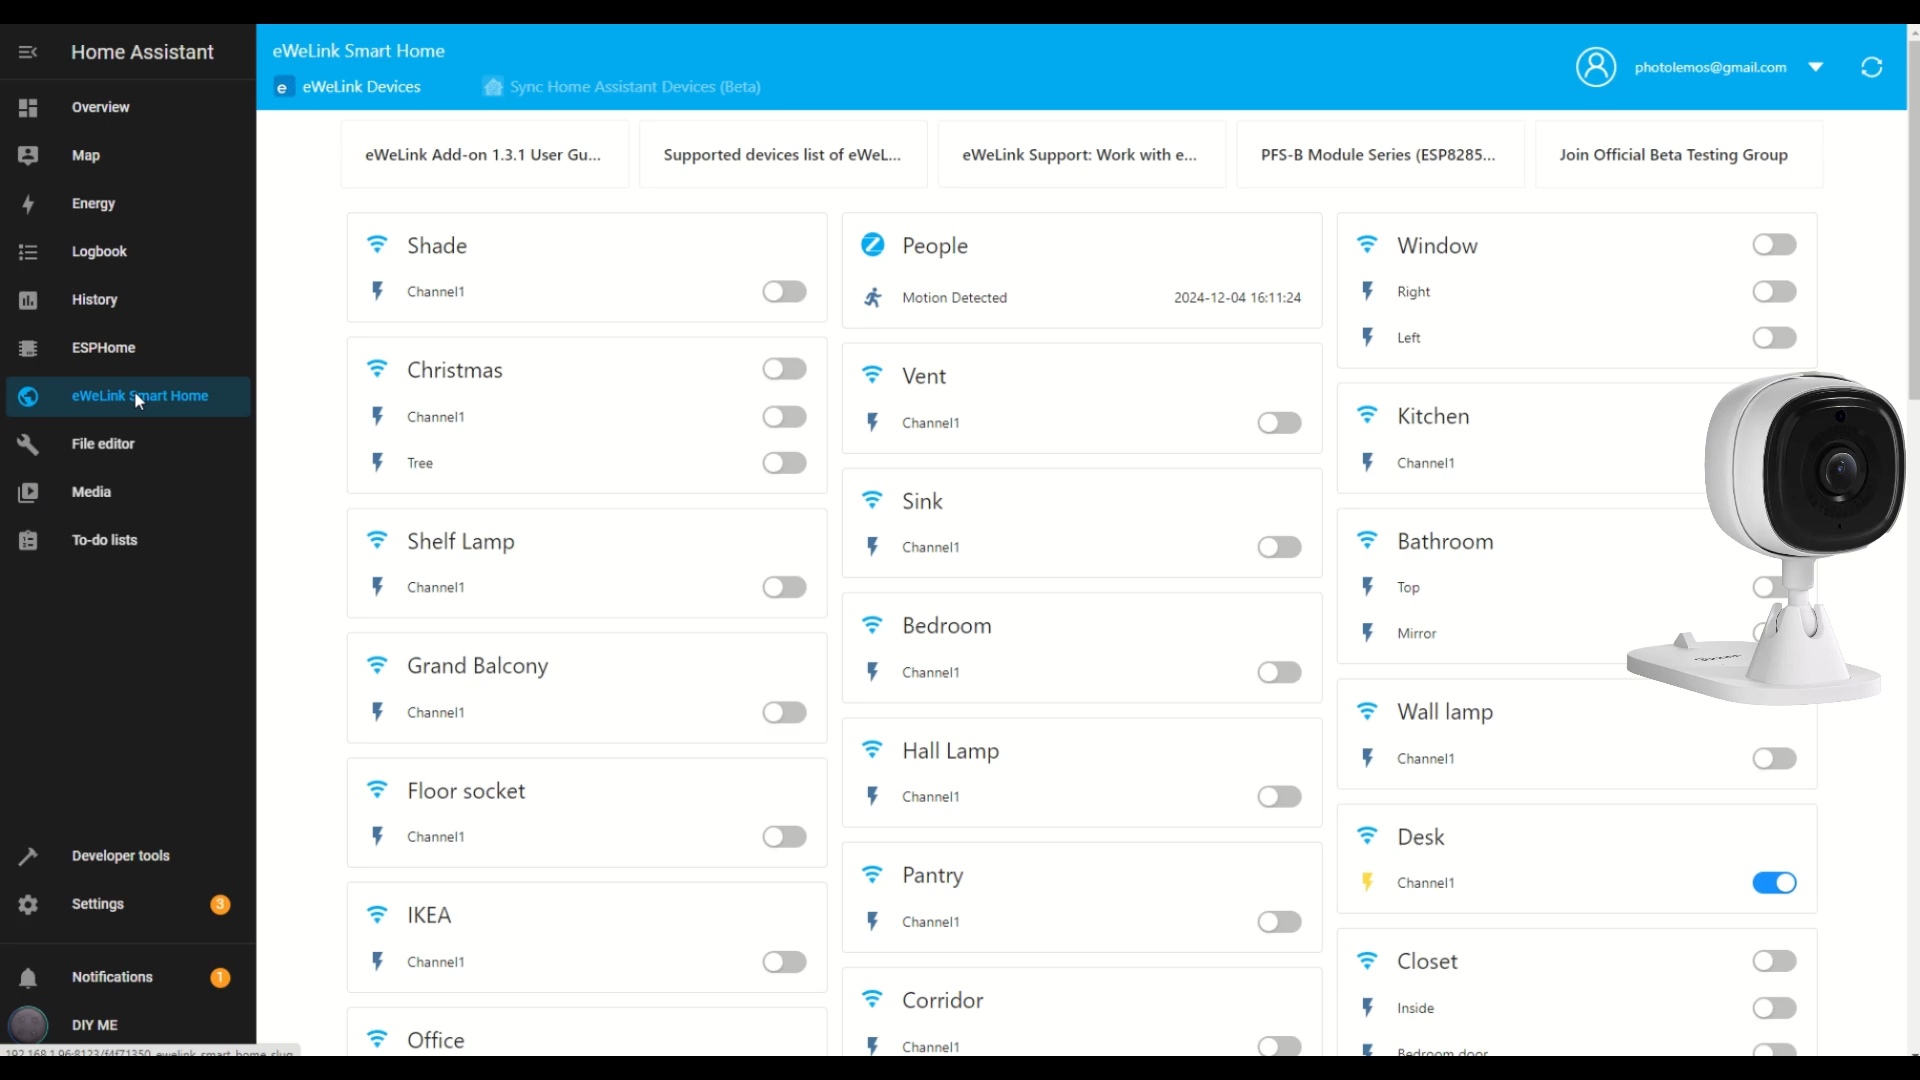 Home Assistant
Overview
Map
Energy
Logbook
History
ESPHome
eWeLink Smart Home
File editor
Media
To-do lists
Developer tools
Settings
3
Notifications
1
DIY ME
eWeLink Smart Home
e eWeLink Devices
Sync Home Assistant Devices (Beta)
photolemos@gmail.com
eWeLink Add-on 1.3.1 User Gu...
Supported devices list of eWeL...
eWeLink Support: Work with e...
PFS-B Module Series (ESP8285...
Join Official Beta Testing Group
Shade
Channel1
Christmas
Channel1
Tree
Shelf Lamp
Channel1
Grand Balcony
Channel1
Floor socket
Channel1
IKEA
Channel1
Office
People
Motion Detected 2024-12-04 16:11:24
Vent
Channel1
Sink
Channel1
Bedroom
Channel1
Hall Lamp
Channel1
Pantry
Channel1
Corridor
Channel1
Window
Right
Left
Kitchen
Channel1
Bathroom
Top
Mirror
Wall lamp
Channel1
Desk
Channel1
Closet
Inside
Bedroom door